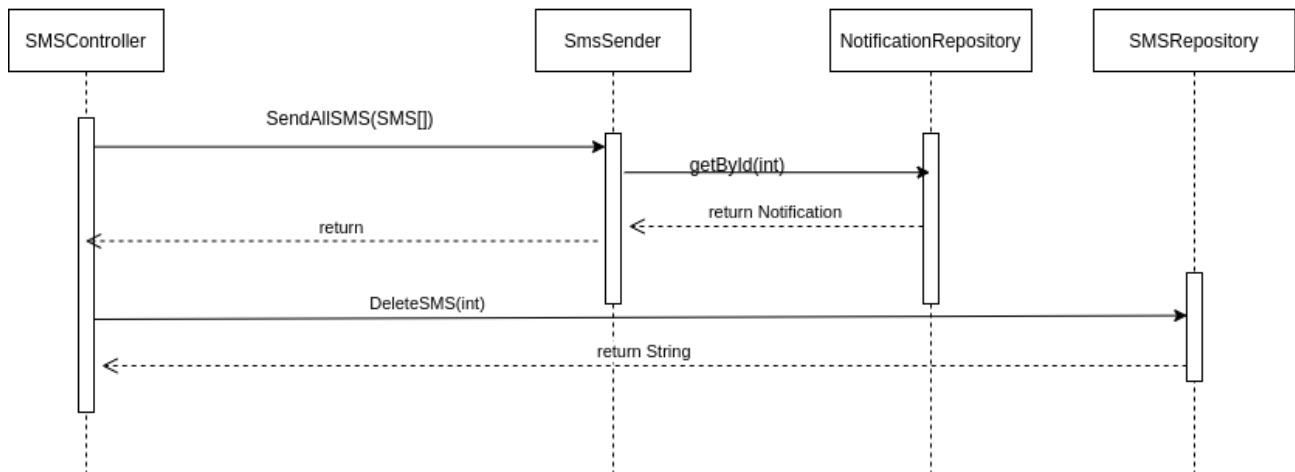 SMSController
SmsSender
NotificationRepository
SMSRepository
SendAllSMS(SMS[])
getById(int)
return Notification
return
DeleteSMS(int)
return String